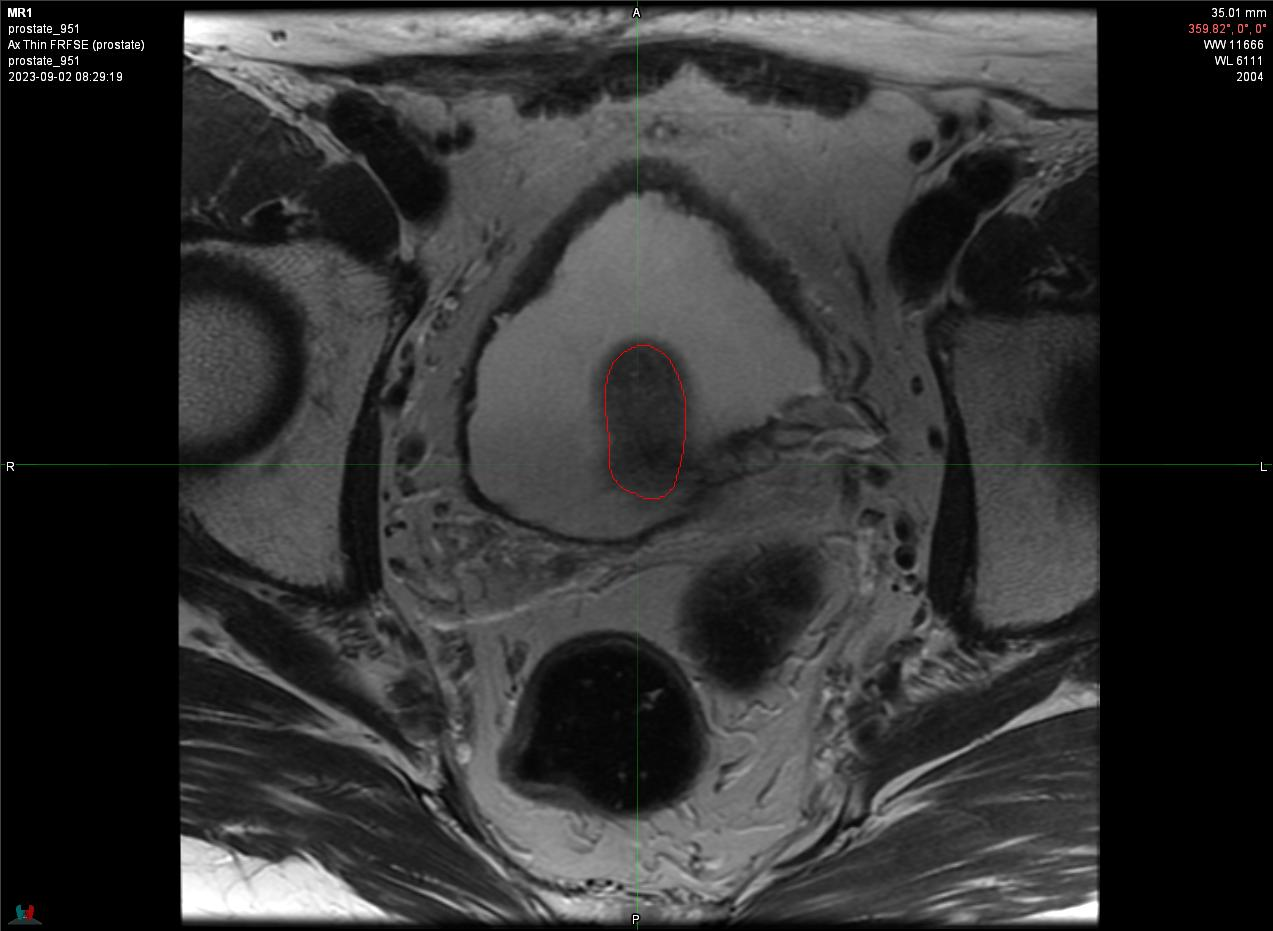 MR1
prostate_951
Ax Thin FRFSE (prostate)
prostate_951
2023-09-02 08:29:19
A
35.01 mm
359.82°, 0°, 0°
WW 11666
WL 6111
2004
R
L
P